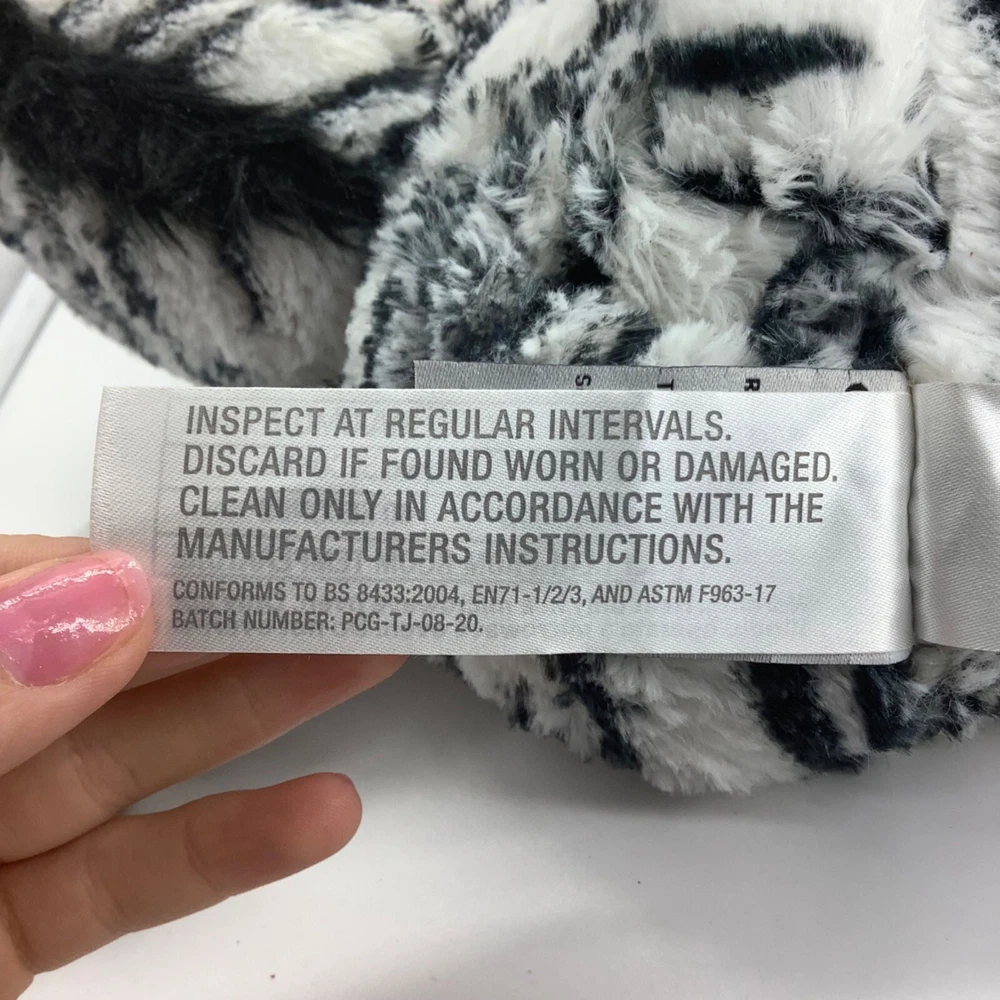 S T R
INSPECT AT REGULAR INTERVALS.
DISCARD IF FOUND WORN OR DAMAGED.
CLEAN ONLY IN ACCORDANCE WITH THE
MANUFACTURERS INSTRUCTIONS.
CONFORMS TO BS 8433:2004, EN71-1/2/3, AND ASTM F963-17
BATCH NUMBER: PCG-TJ-08-20.